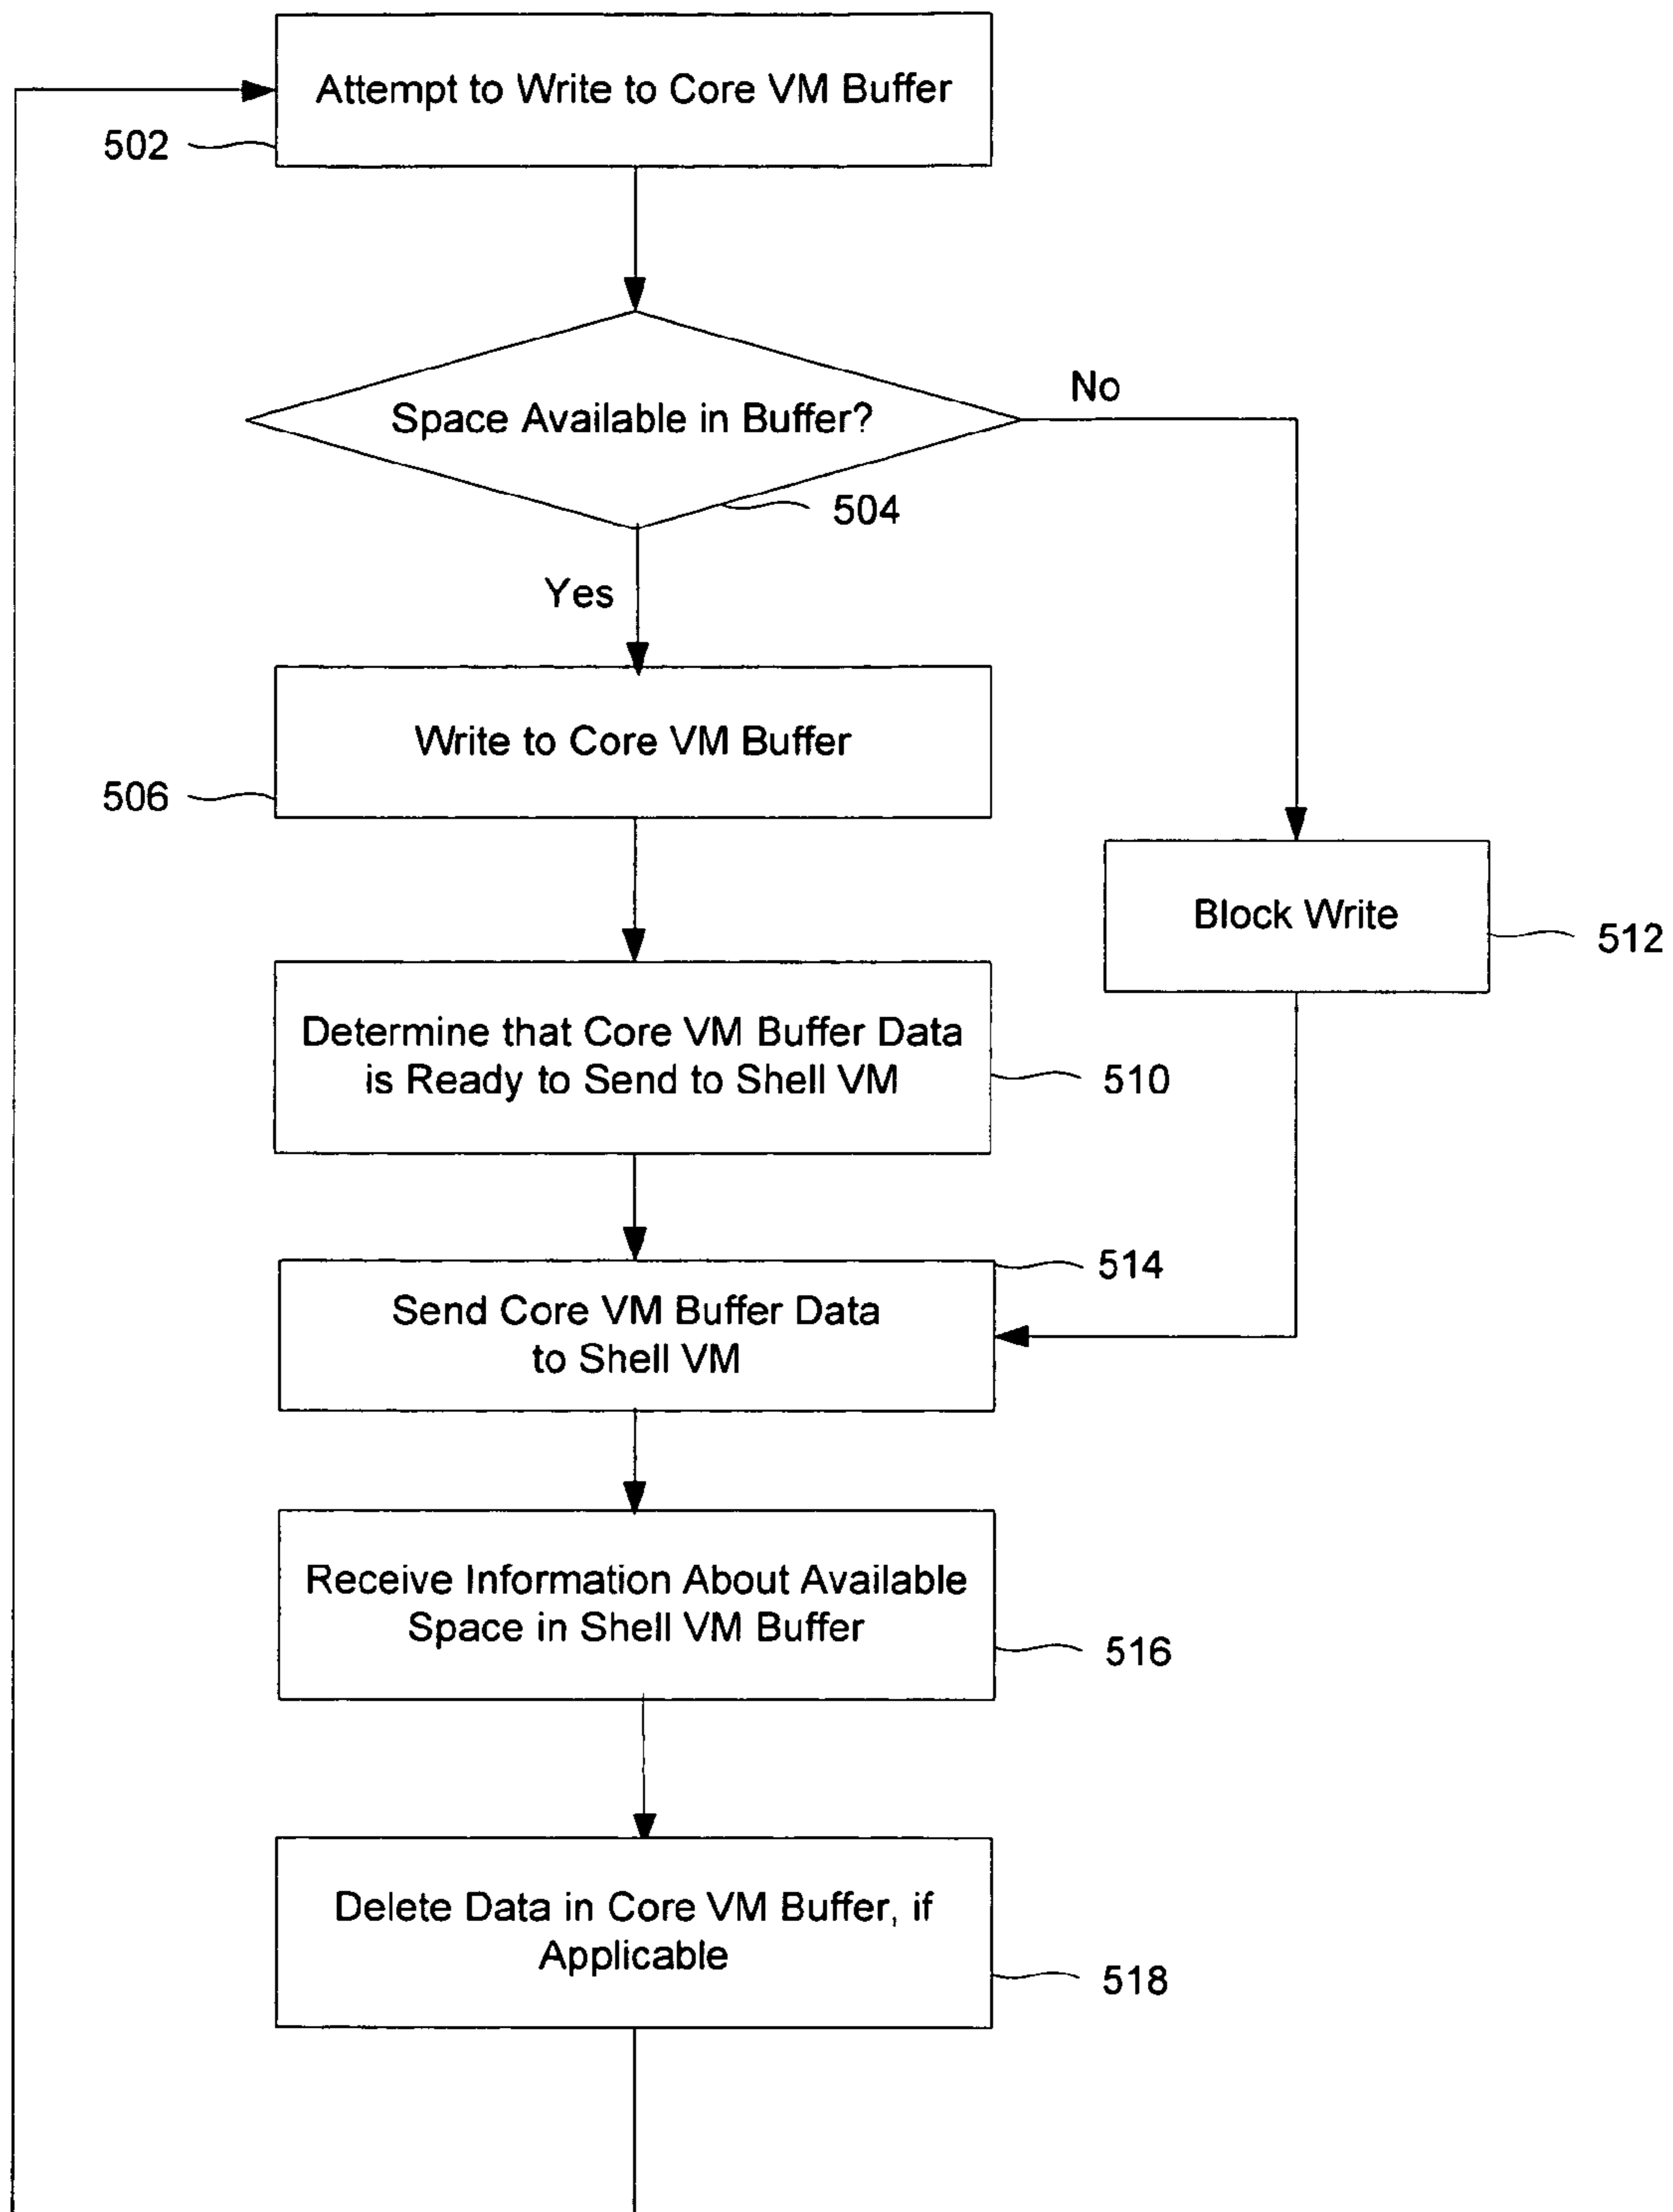 Attempt to Write to Core VM Buffer
502
Space Available in Buffer?
No
504
Yes
Write to Core VM Buffer
506
Block Write
512
Determine that Core VM Buffer Data
is Ready to Send to Shell VM
510
514
Send Core VM Buffer Data
to Shell VM
Receive Information About Available
Space in Shell VM Buffer
516
Delete Data in Core VM Buffer, if
Applicable
518